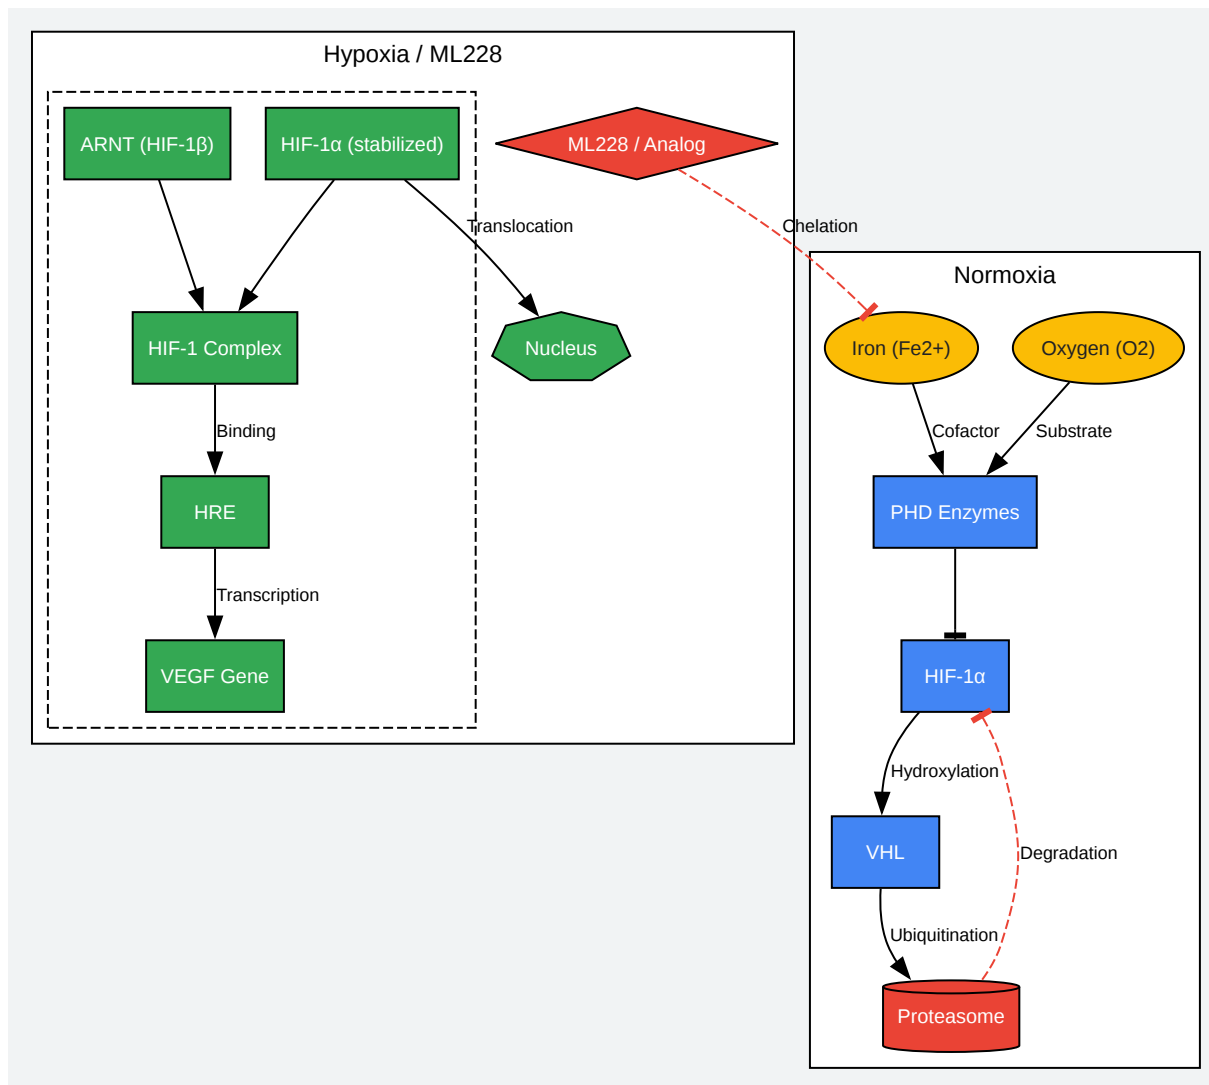 Hypoxia / ML228
ARNT (HIF-1β)
HIF-1α (stabilized)
ML228 / Analog
Translocation
Chelation
Normoxia
HIF-1 Complex
Nucleus
Iron (Fe2+)
Oxygen (O2)
Binding
Cofactor
Substrate
HRE
PHD Enzymes
Transcription
VEGF Gene
HIF-1α
Hydroxylation
VHL
Degradation
Ubiquitination
Proteasome